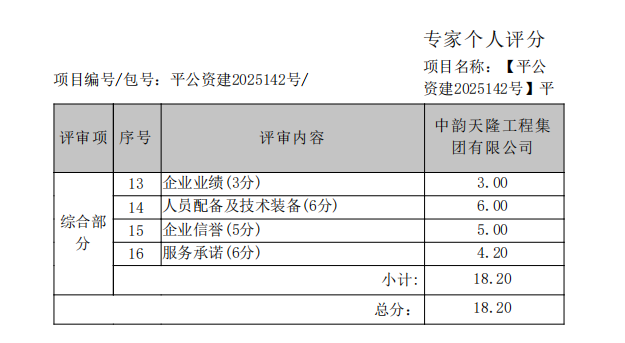 专家个人评分
项目编号/包号：平公资建2025142号/
项目名称：【平公
资建2025142号】平
评审项 序号 评审内容 中韵天隆工程集
团有限公司
13 企业业绩(3分) 3.00
综合部
分
14 人员配备及技术装备(6分) 6.00
15 企业信誉(5分) 5.00
16 服务承诺(6分) 4.20
小计: 18.20
总分： 18.20